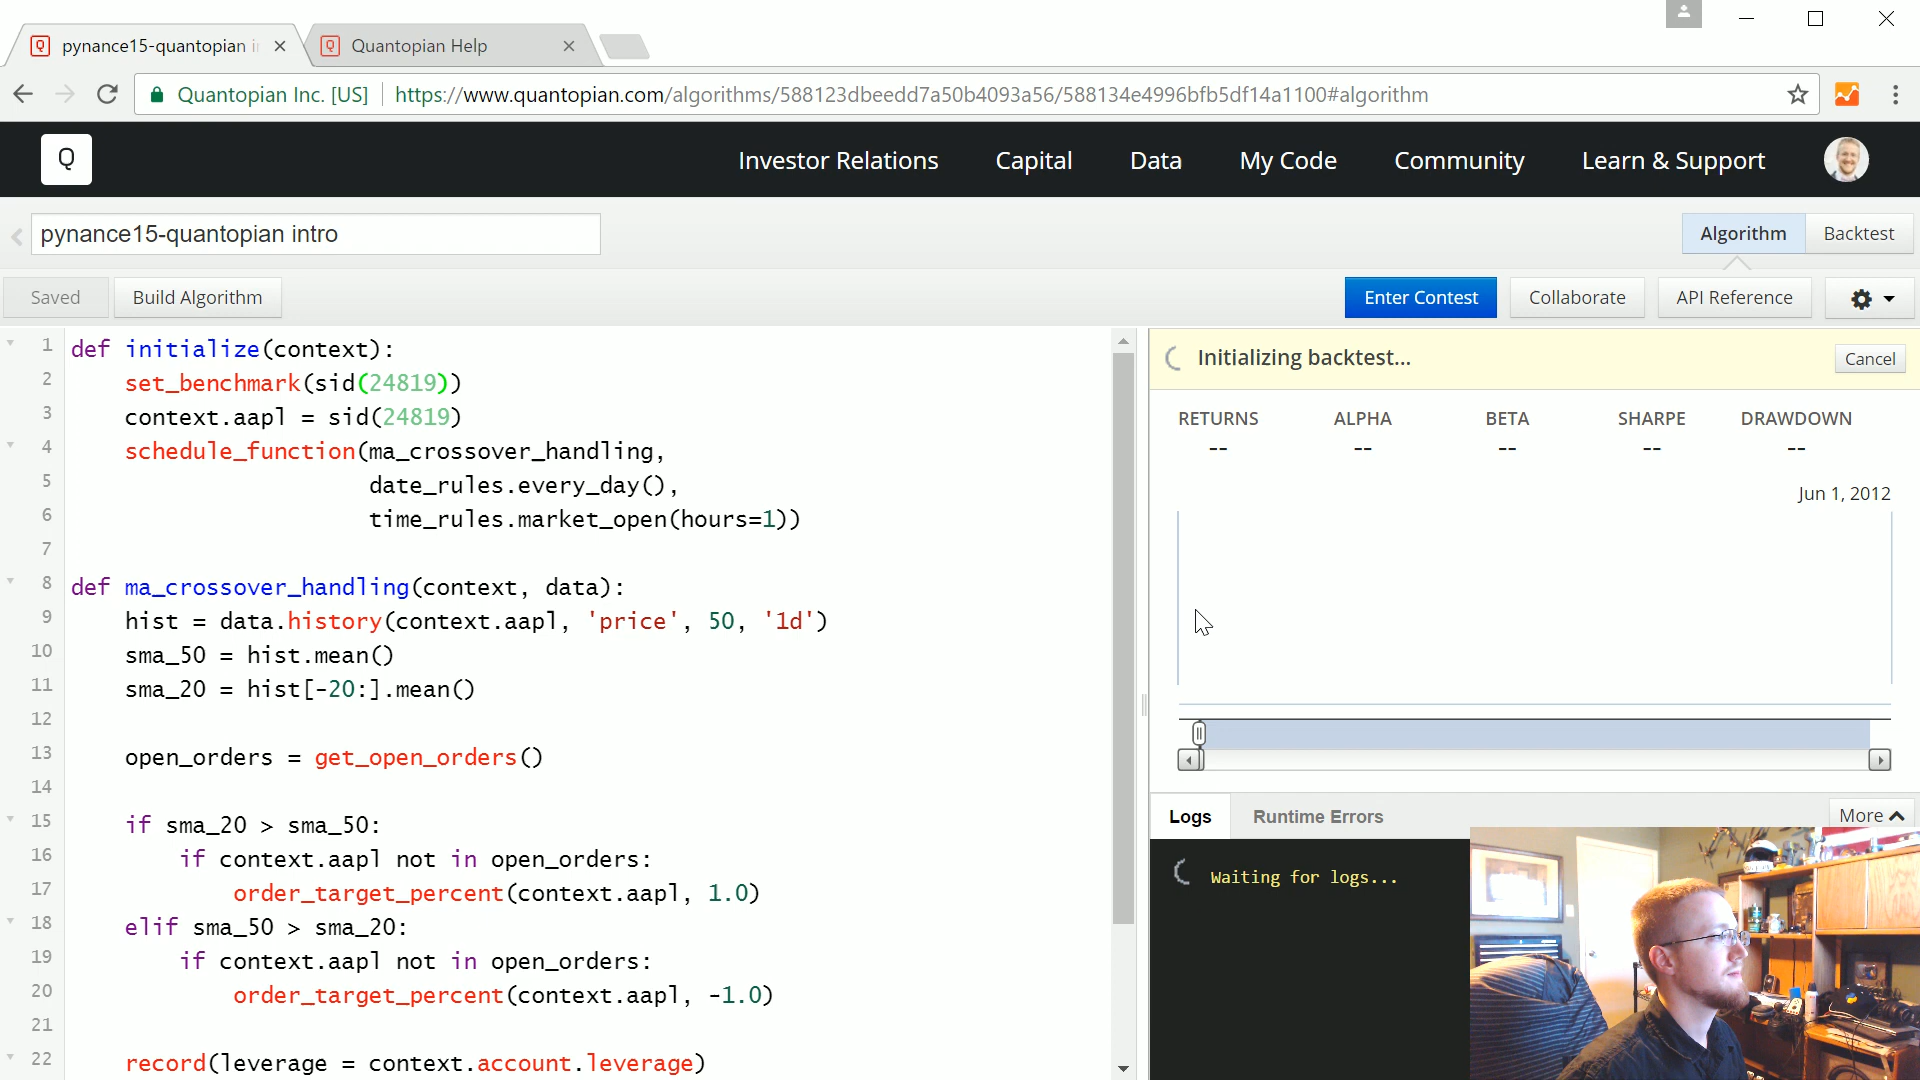 pynance15-quantopian i
Quantopian Help
Quantopian Inc. [US]
https://www.quantopian.com/algorithms/588123dbeedd7a50b4093a56/588134e4996bfb5df14a1100#algorithm
Q
Investor Relations
Capital
Data
My Code
Community
Learn & Support
pynance15-quantopian intro
Algorithm
Backtest
Saved
Build Algorithm
Enter Contest
Collaborate
API Reference
1 def initialize(context):
2 set_benchmark(sid(24819))
3 context.aapl = sid(24819)
4 schedule_function(ma_crossover_handling,
5 date_rules.every_day(),
6 time_rules.market_open(hours=1))
7
8 def ma_crossover_handling(context, data):
9 hist = data.history(context.aapl, 'price', 50, '1d')
10 sma_50 = hist.mean()
11 sma_20 = hist[-20:].mean()
12
13 open_orders = get_open_orders()
14
15 if sma_20 > sma_50:
16 if context.aapl not in open_orders:
17 order_target_percent(context.aapl, 1.0)
18 elif sma_50 > sma_20:
19 if context.aapl not in open_orders:
20 order_target_percent(context.aapl, -1.0)
21
22 record(leverage = context.account.leverage)
Initializing backtest...
Cancel
RETURNS ALPHA BETA SHARPE DRAWDOWN
-- -- -- -- --
Jun 1, 2012
Logs
Runtime Errors
More
Waiting for logs...